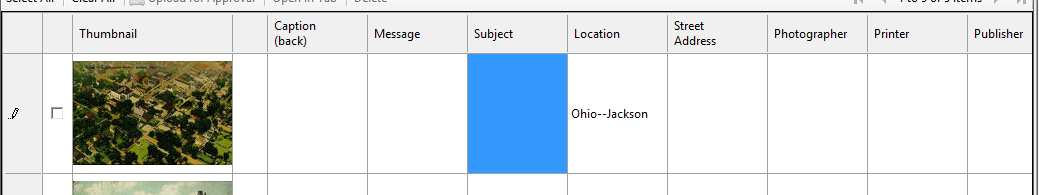 Select All Clear All Upload for Approval Open in Tab Delete 1 to 9 of 9 items
Thumbnail Caption (back) Message Subject Location Street Address Photographer Printer Publisher
Ohio--Jackson